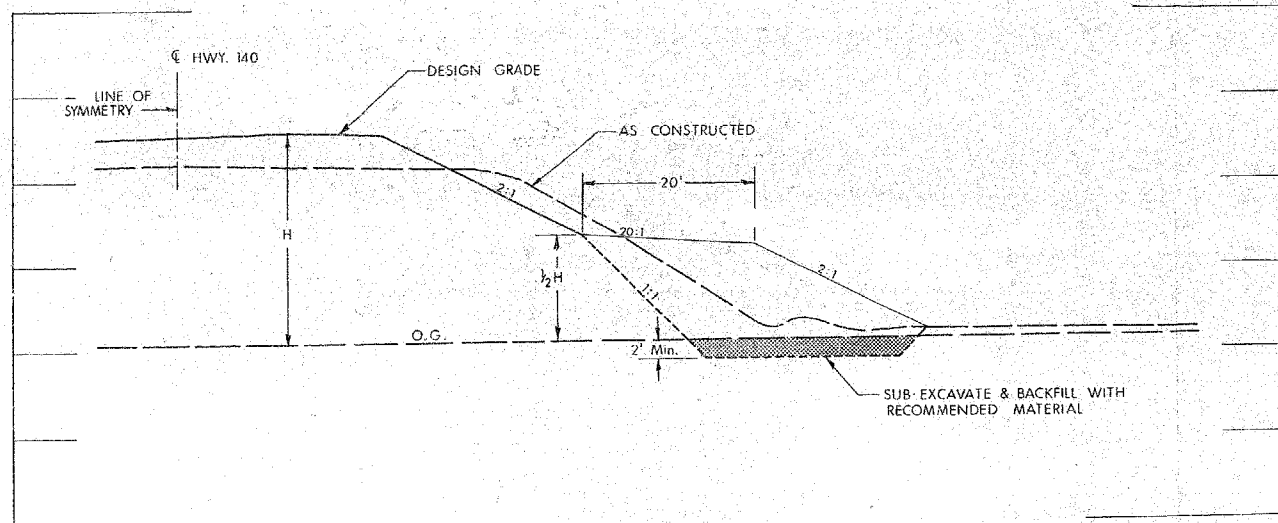 ℄ HWY. 140
DESIGN GRADE
LINE OF
SYMMETRY
AS CONSTRUCTED
20'
2:1
20:1
H
½H
2:1
1:1
O.G.
2' Min.
SUB-EXCAVATE & BACKFILL WITH
RECOMMENDED MATERIAL